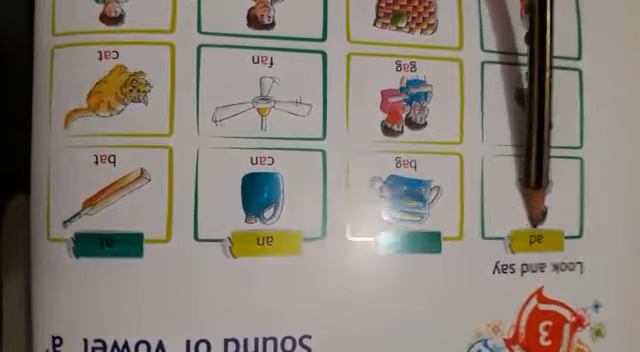 3
Sound of Vowel 'a'
Look and say
ad an at
bag can bat
gag fan cat